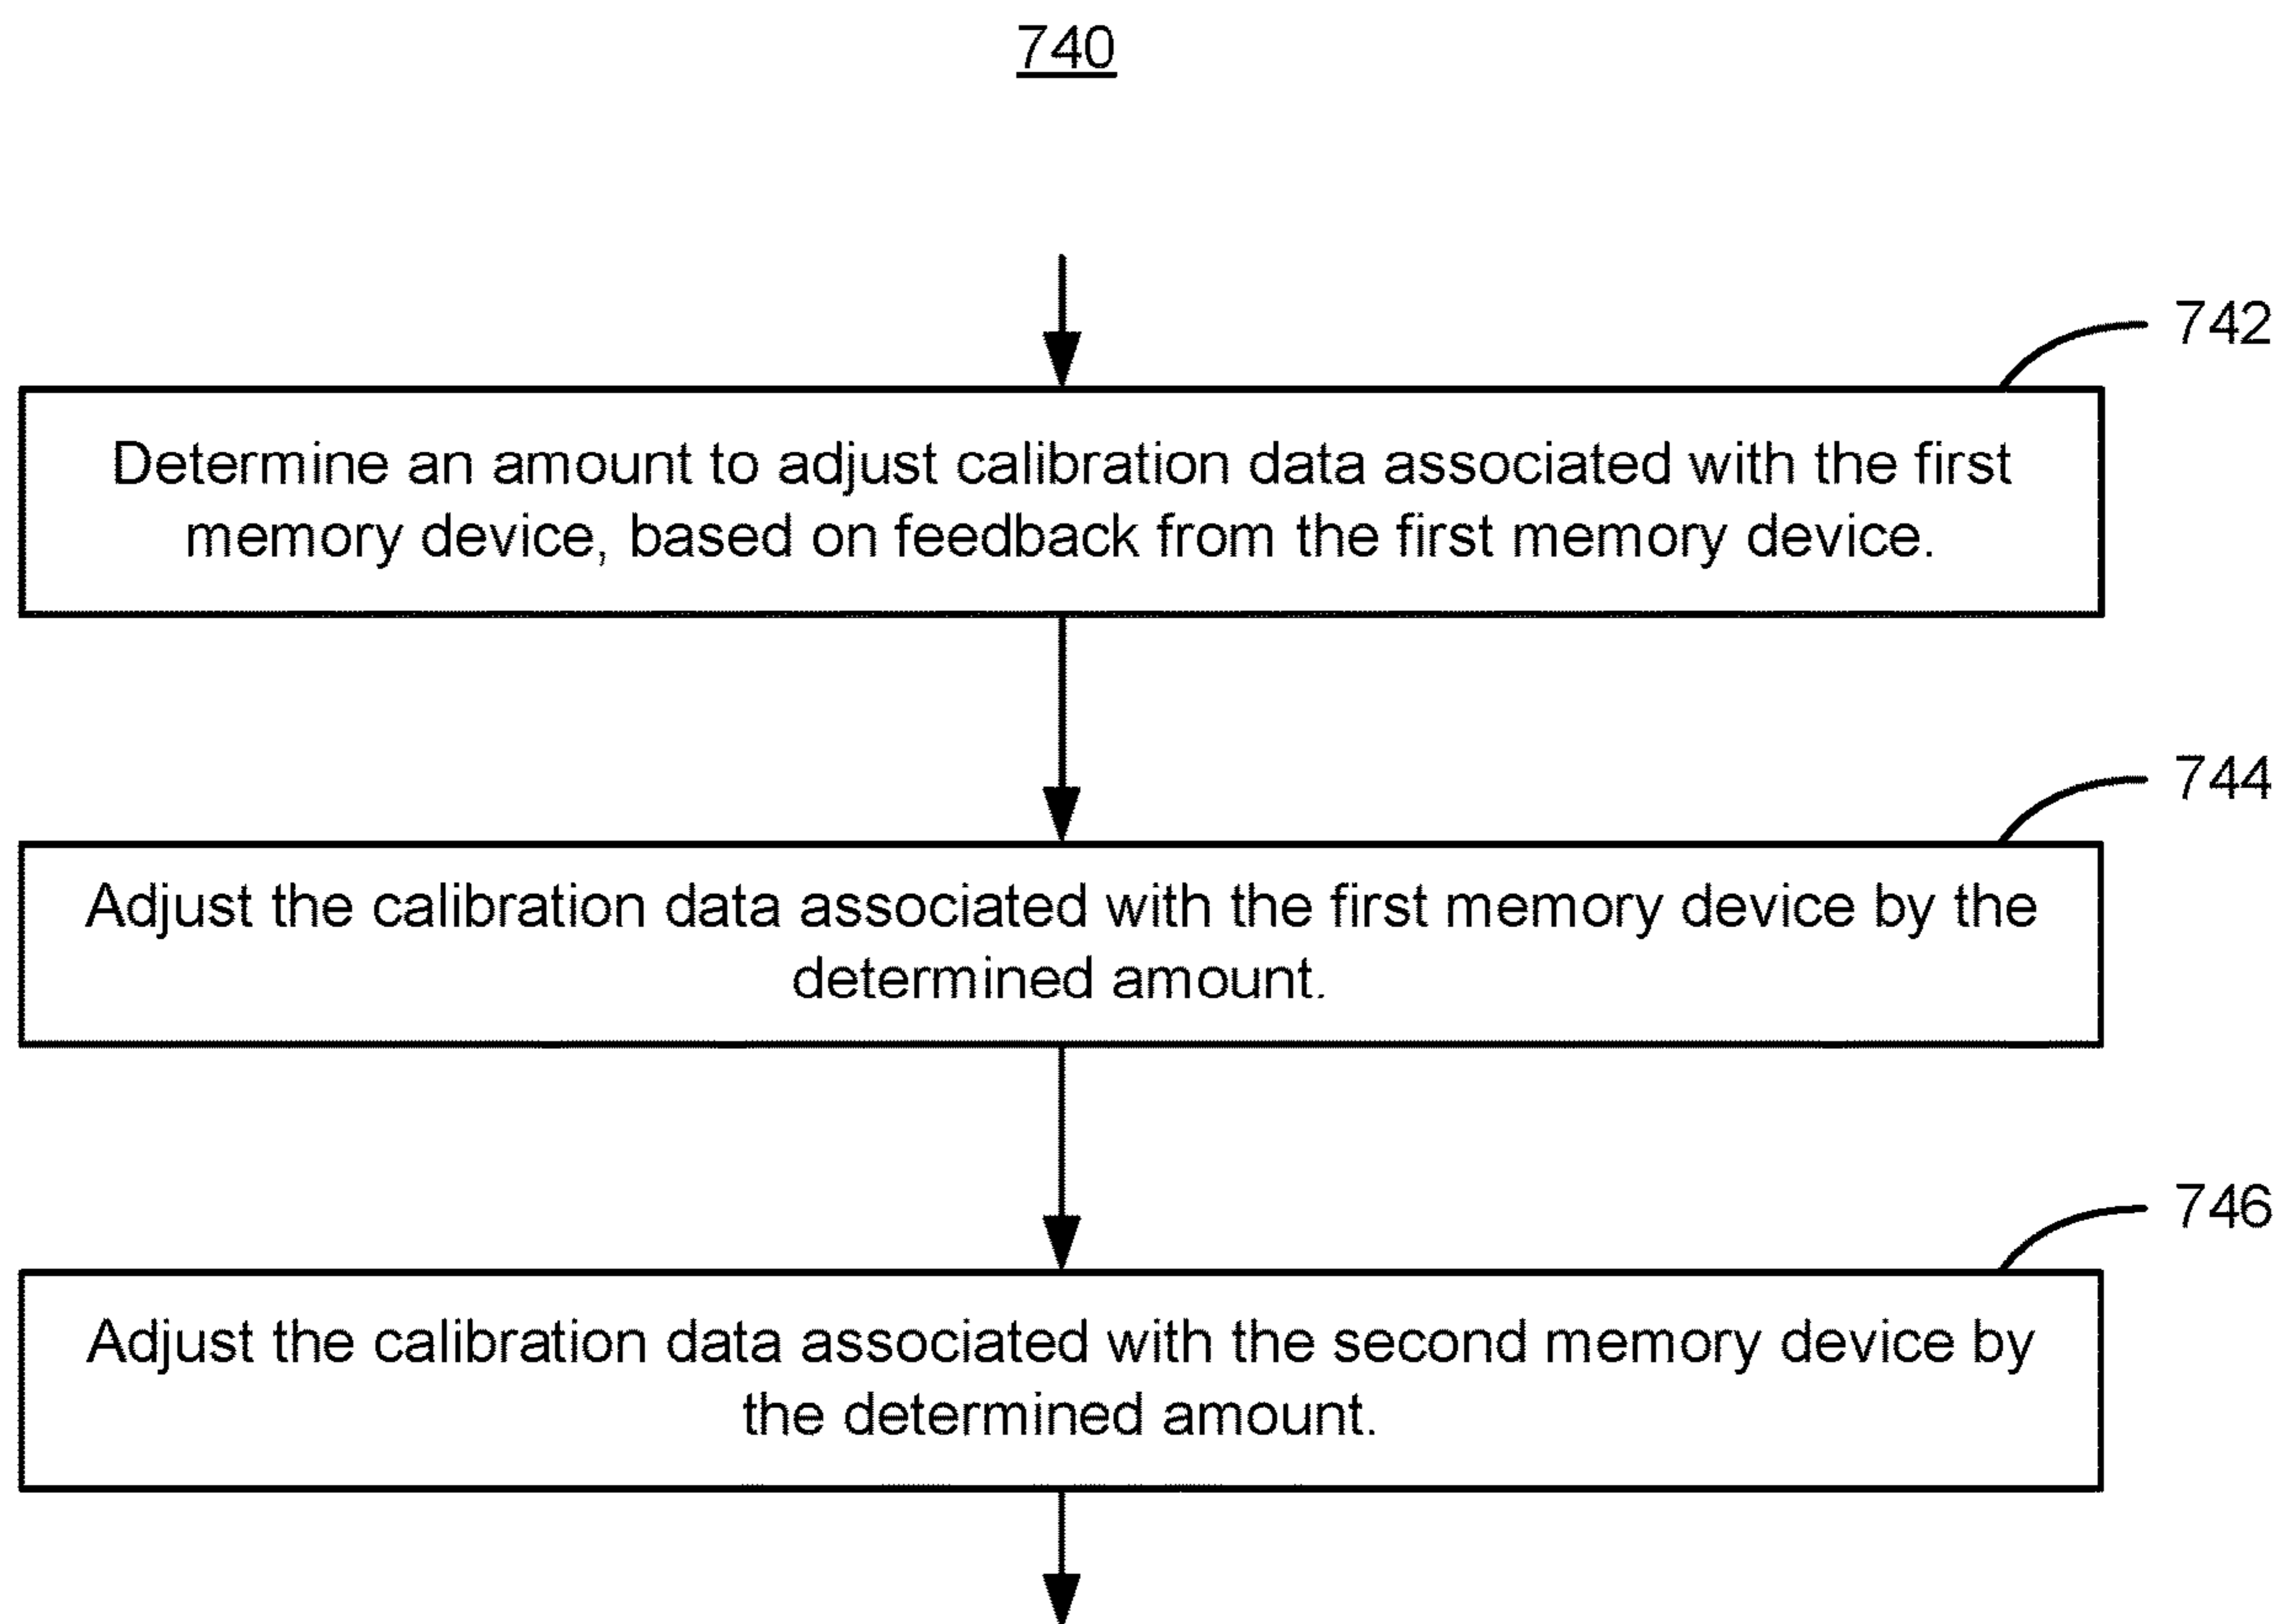 740
742
Determine an amount to adjust calibration data associated with the first
memory device, based on feedback from the first memory device.
744
Adjust the calibration data associated with the first memory device by the
determined amount.
746
Adjust the calibration data associated with the second memory device by
the determined amount.